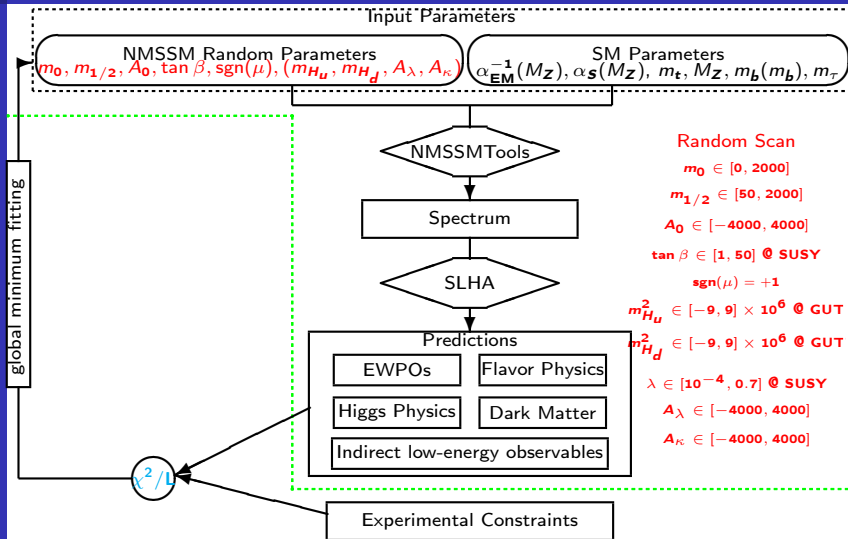 Input Parameters
NMSSM Random Parameters
m₀, m₁/₂, A₀, tan β, sgn(μ), (m_{H_u}, m_{H_d}, A_λ, A_κ)
SM Parameters
α_{EM}^{-1}(M_Z), α_s(M_Z), m_t, M_Z, m_b(m_b), m_τ
NMSSMTools
Spectrum
SLHA
Predictions
EWPOs
Flavor Physics
Higgs Physics
Dark Matter
Indirect low-energy observables
Experimental Constraints
χ²/L
global minimum fitting
Random Scan
m₀ ∈ [0, 2000]
m₁/₂ ∈ [50, 2000]
A₀ ∈ [−4000, 4000]
tan β ∈ [1, 50] @ SUSY
sgn(μ) = +1
m²_{H_u} ∈ [−9, 9] × 10⁶ @ GUT
m²_{H_d} ∈ [−9, 9] × 10⁶ @ GUT
λ ∈ [10⁻⁴, 0.7] @ SUSY
A_λ ∈ [−4000, 4000]
A_κ ∈ [−4000, 4000]